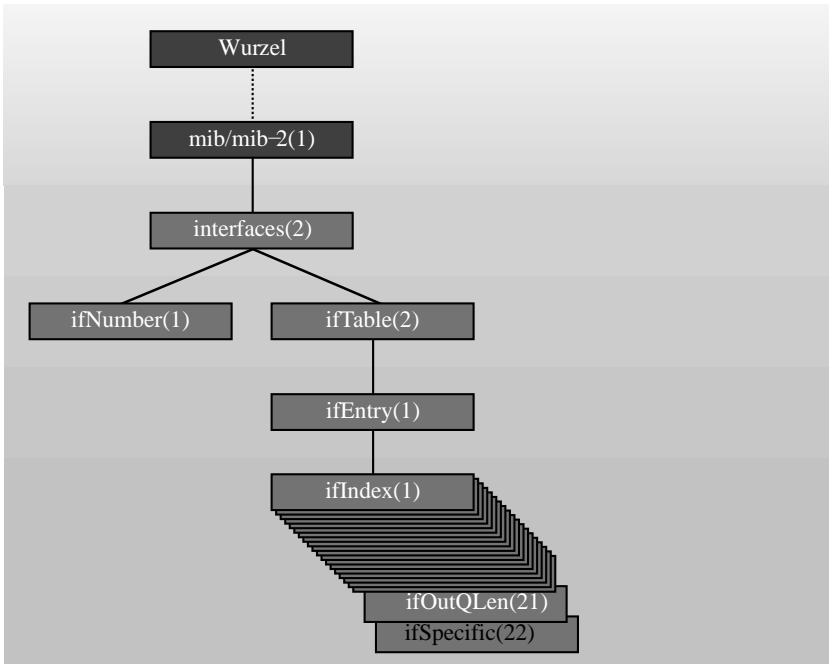 Wurzel
mib/mib-2(1)
interfaces(2)
ifNumber(1) ifTable(2)
ifEntry(1)
ifIndex(1)
ifOutQLen(21)
ifSpecific(22)